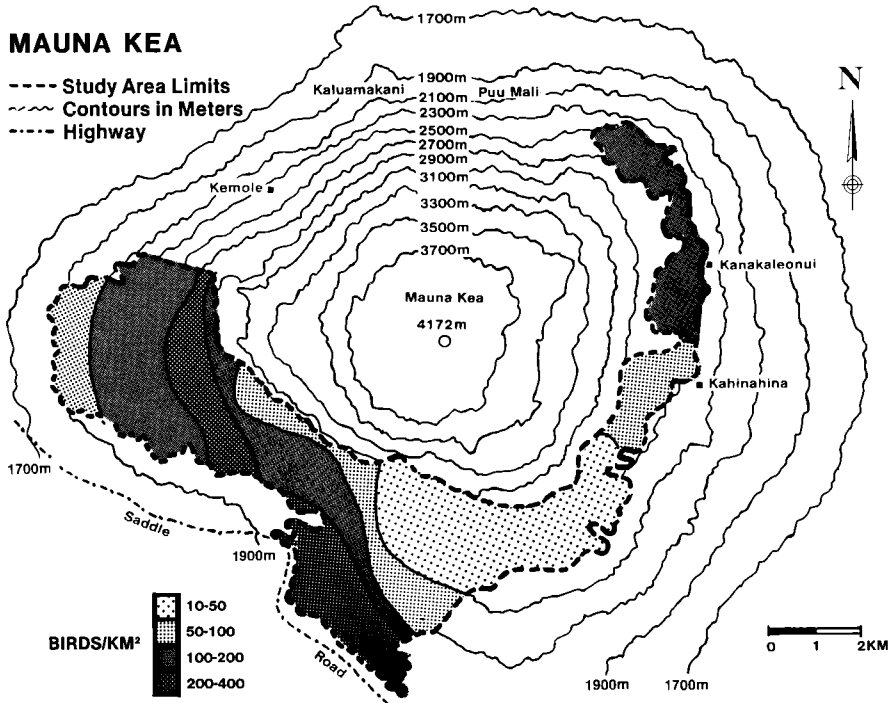 MAUNA KEA
Study Area Limits
Contours in Meters
Highway
1700m
1900m
2100m
2300m
2500m
2700m
2900m
3100m
3300m
3500m
3700m
Kaluamakani
Puu Mali
Kemole
N
Kanakaleonui
Mauna Kea
4172m
Kahinahina
1700m
Saddle
1900m
Road
BIRDS/KM²
10-50
50-100
100-200
200-400
0 1 2KM
1900m
1700m